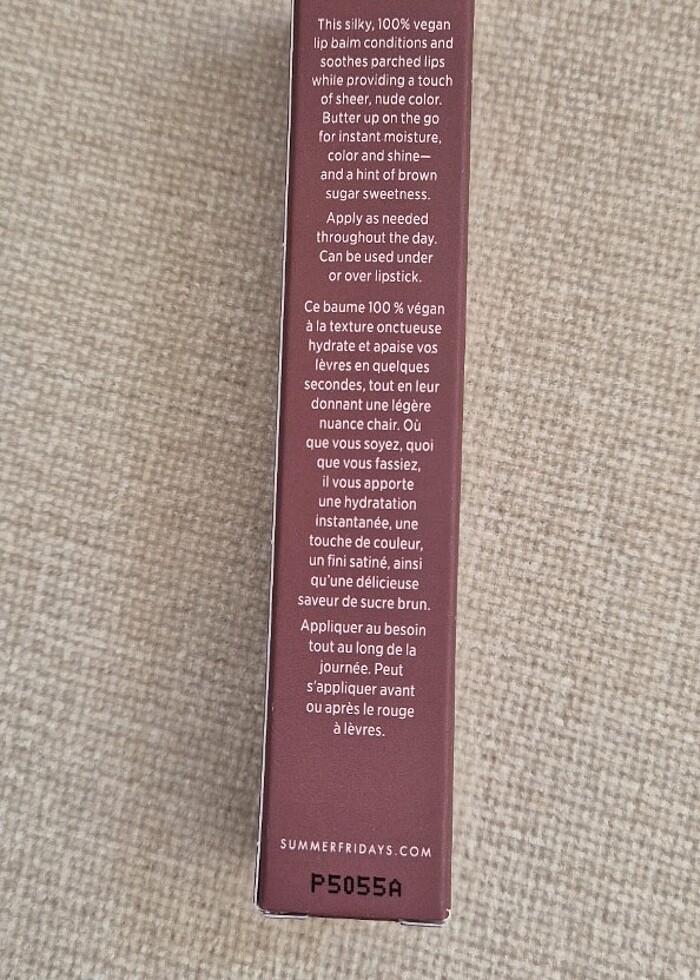 This silky, 100% vegan
lip balm conditions and
soothes parched lips
while providing a touch
of sheer, nude color.
Butter up on the go
for instant moisture,
color and shine—
and a hint of brown
sugar sweetness.
Apply as needed
throughout the day.
Can be used under
or over lipstick.
Ce baume 100 % végan
à la texture onctueuse
hydrate et apaise vos
lèvres en quelques
secondes, tout en leur
donnant une légère
nuance chair. Où
que vous soyez, quoi
que vous fassiez,
il vous apporte
une hydratation
instantanée, une
touche de couleur,
un fini satiné, ainsi
qu'une délicieuse
saveur de sucre brun.
Appliquer au besoin
tout au long de la
journée. Peut
s'appliquer avant
ou après le rouge
à lèvres.
SUMMERFRIDAYS.COM
P5055A